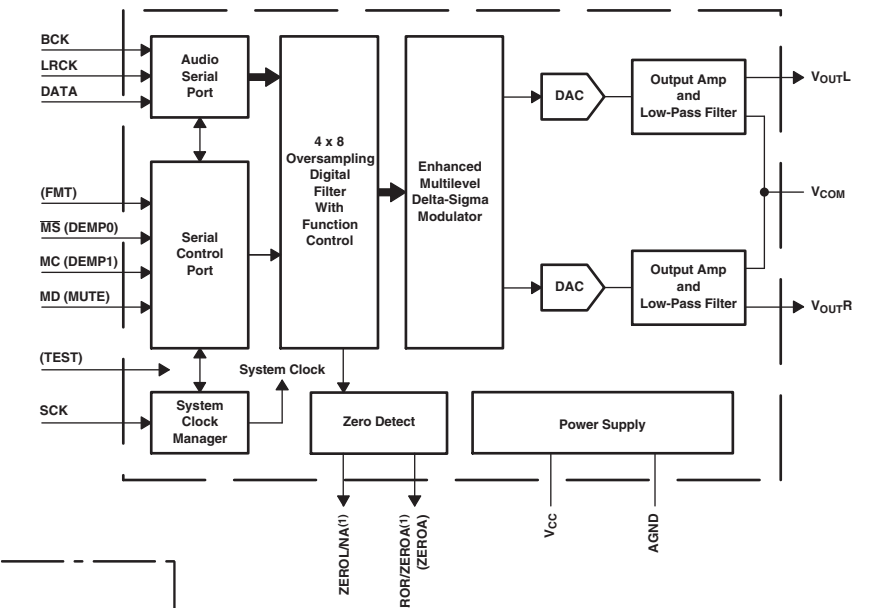 BCK
LRCK
DATA
Audio
Serial
Port
(FMT)
MS (DEMP0)
MC (DEMP1)
MD (MUTE)
Serial
Control
Port
(TEST)
SCK
System
Clock
Manager
System Clock
4 x 8
Oversampling
Digital
Filter
With
Function
Control
Enhanced
Multilevel
Delta-Sigma
Modulator
DAC
Output Amp
and
Low-Pass Filter
VOUTL
VCOM
DAC
Output Amp
and
Low-Pass Filter
VOUTR
Zero Detect
Power Supply
ZEROL/NA(1)
ROR/ZEROA(1)
(ZEROA)
VCC
AGND